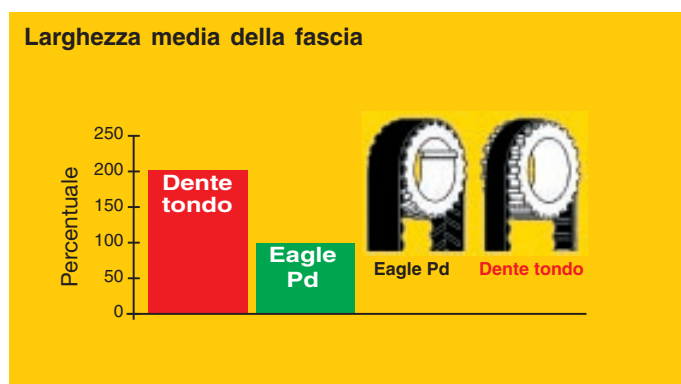 Larghezza media della fascia
Percentuale
250
200
150
100
50
0
Dente
tondo
Eagle
Pd
Eagle Pd
Dente tondo